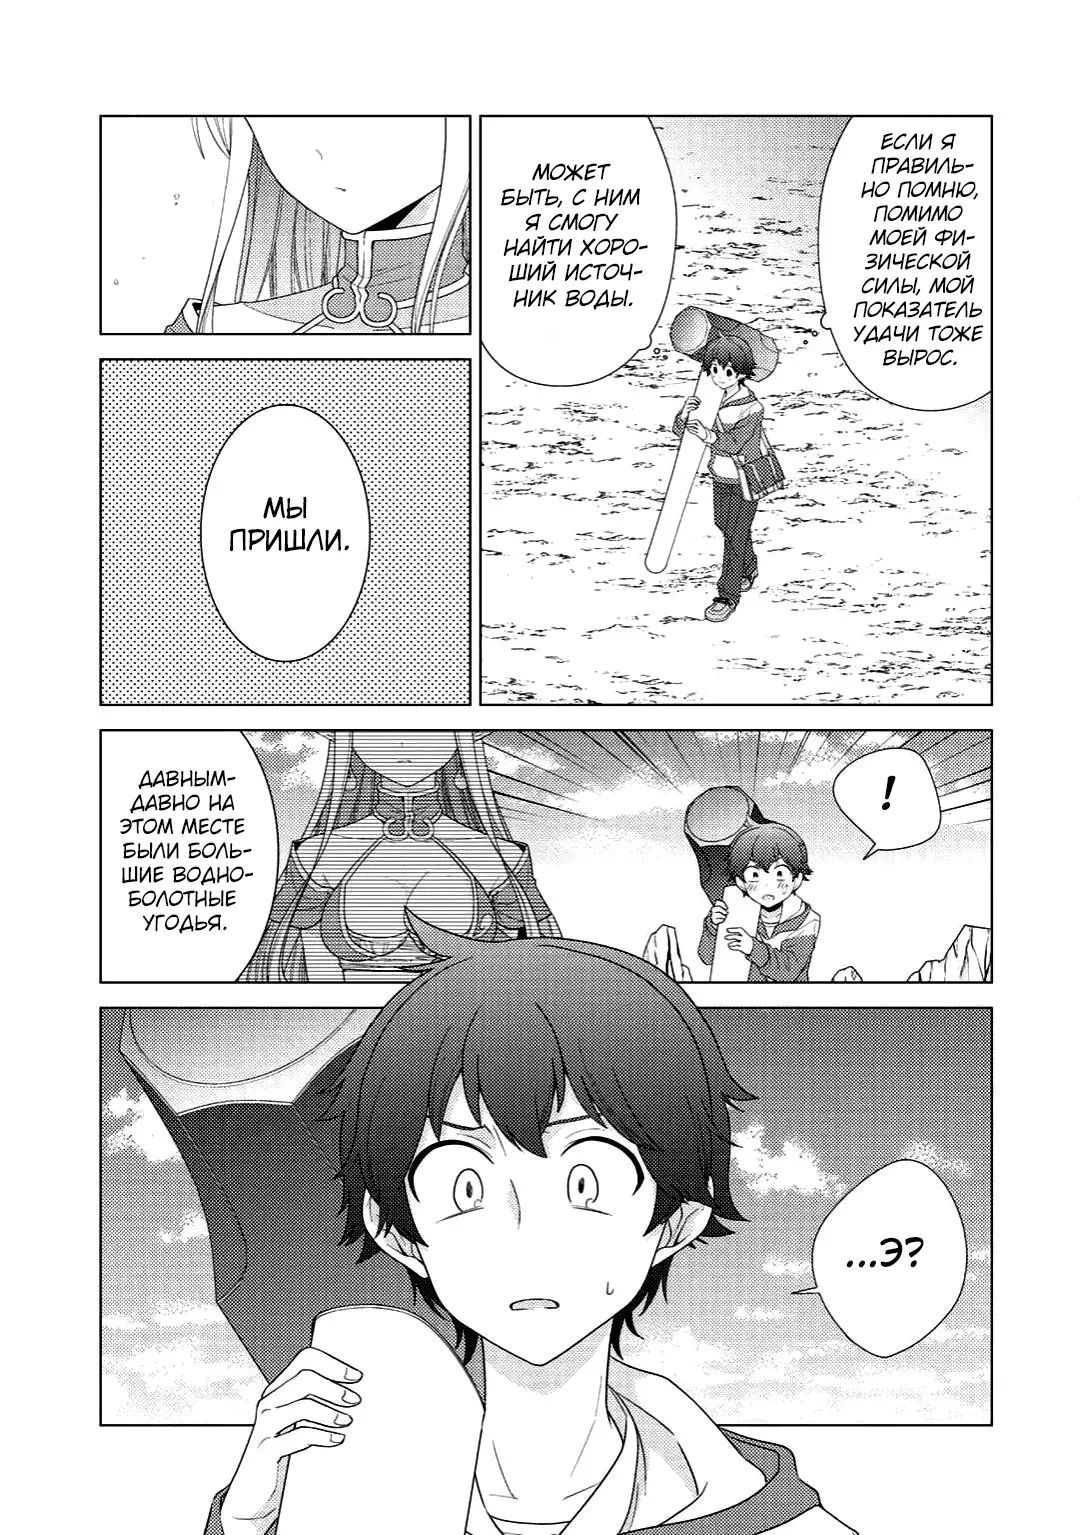 ЕСЛИ Я
ПРАВИЛЬ-
НО ПОМНЮ,
ПОМИМО
МОЕЙ ФИ-
ЗИЧЕСКОЙ
СИЛЫ, МОЙ
ПОКАЗАТЕЛЬ
УДАЧИ ТОЖЕ
ВЫРОС.
МОЖЕТ
БЫТЬ, С НИМ
Я СМОГУ
НАЙТИ ХОРО-
ШИЙ ИСТОЧ-
НИК ВОДЫ.
МЫ
ПРИШЛИ.
!
ДАВНЫМ-
ДАВНО НА
ЭТОМ МЕСТЕ
БЫЛИ БОЛЬ-
ШИЕ ВОДНО-
БОЛОТНЫЕ
УГОДЬЯ.
...Э?